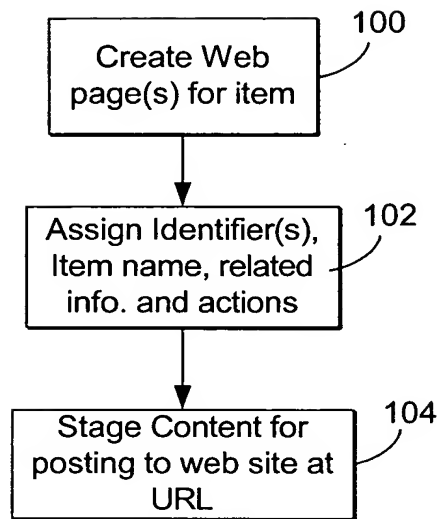 100
Create Web
page(s) for item
102
Assign Identifier(s),
Item name, related
info. and actions
104
Stage Content for
posting to web site at
URL